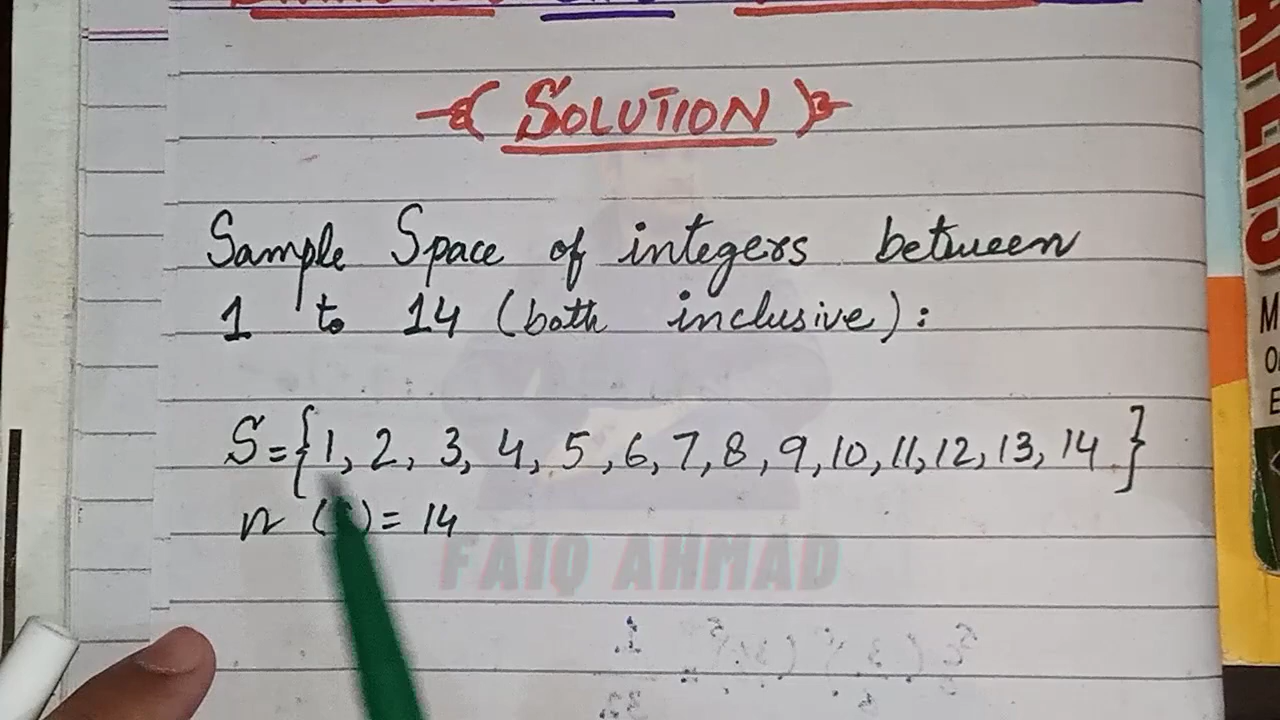 SOLUTION
Sample Space of integers between
1 to 14 (both inclusive):
S={1, 2, 3, 4, 5, 6, 7, 8, 9, 10, 11, 12, 13, 14 }
n ( )= 14
FAIQ AHMAD